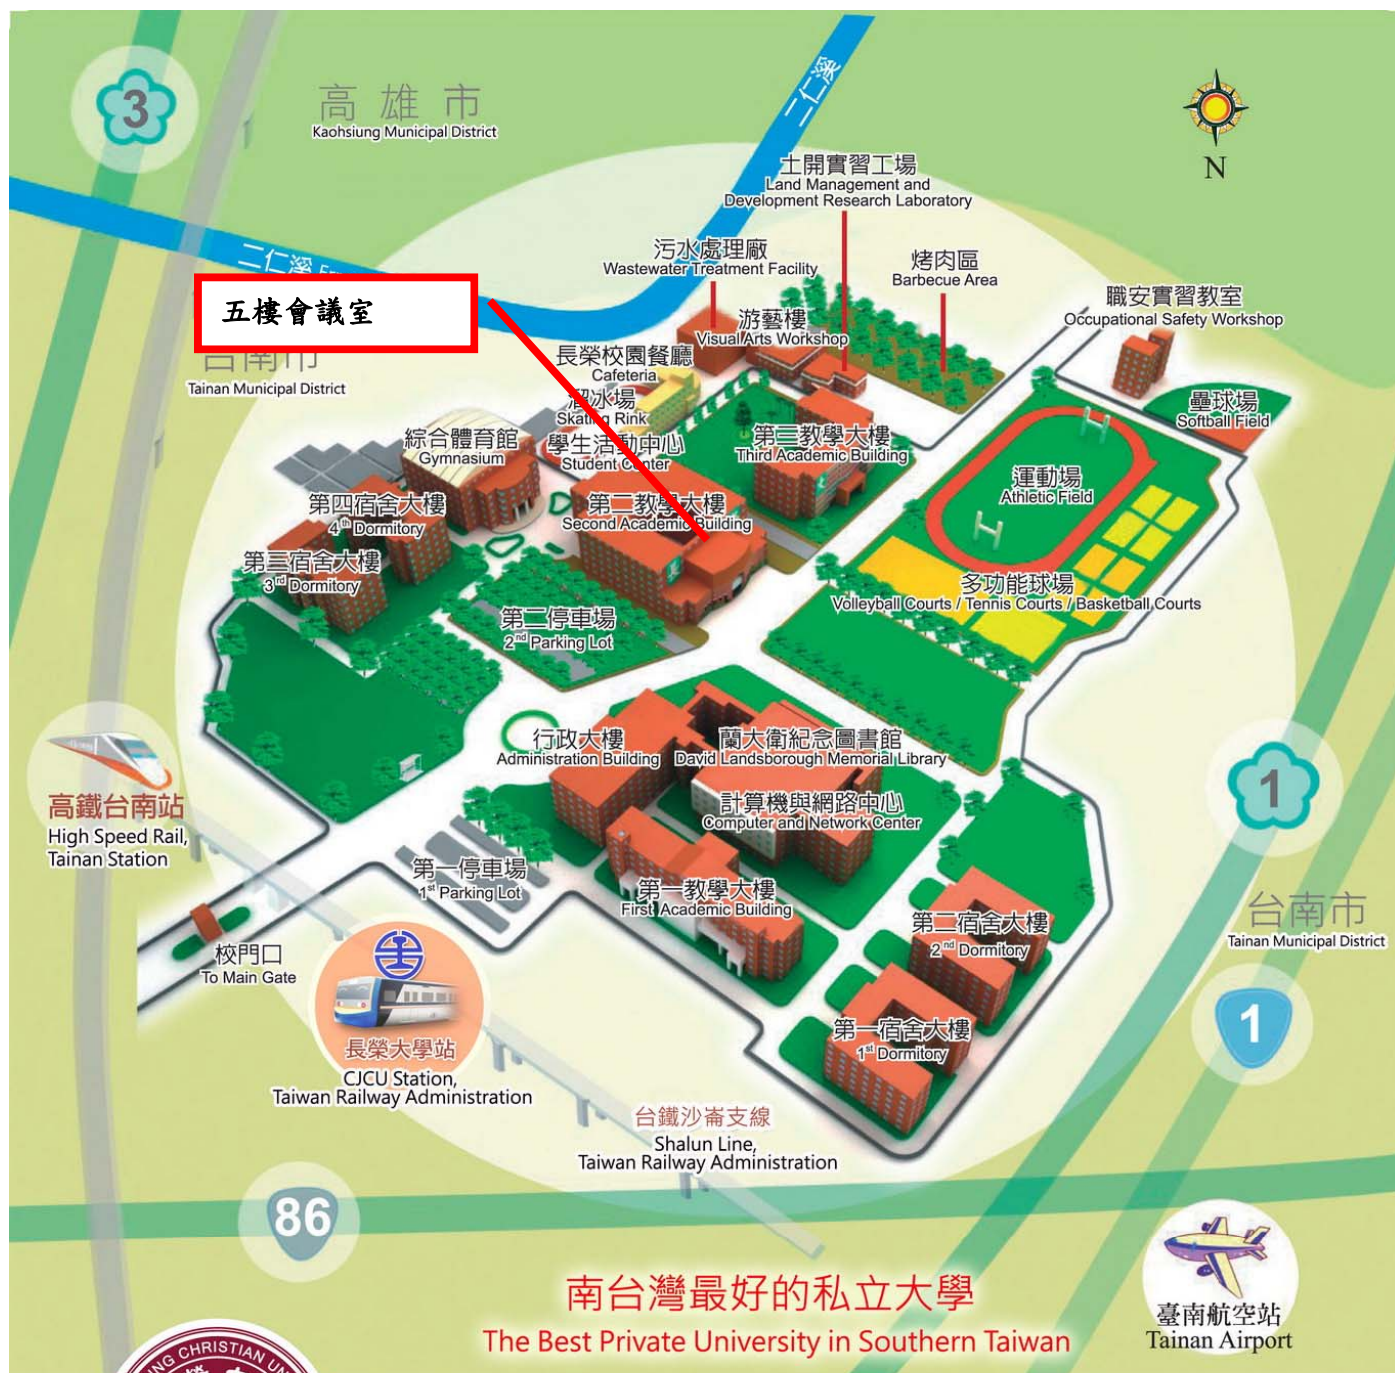 3
高雄市
Kaohsiung Municipal District
二仁溪
N
土開實習工場
Land Management and
Development Research Laboratory
污水處理廠
Wastewater Treatment Facility
烤肉區
Barbecue Area
二仁溪
五樓會議室
職安實習教室
Occupational Safety Workshop
游藝樓
Visual Arts Workshop
台南市
Tainan Municipal District
長榮校園餐廳
Cafeteria
溜冰場
Skating Rink
壘球場
Softball Field
綜合體育館
Gymnasium
學生活動中心
Student Center
第三教學大樓
Third Academic Building
運動場
Athletic Field
第四宿舍大樓
4th Dormitory
第二教學大樓
Second Academic Building
第三宿舍大樓
3rd Dormitory
多功能球場
Volleyball Courts / Tennis Courts / Basketball Courts
第二停車場
2nd Parking Lot
行政大樓
Administration Building
蘭大衛紀念圖書館
David Landsborough Memorial Library
高鐵台南站
High Speed Rail,
Tainan Station
計算機與網路中心
Computer and Network Center
1
第一停車場
1st Parking Lot
第一教學大樓
First Academic Building
台南市
Tainan Municipal District
第二宿舍大樓
2nd Dormitory
校門口
To Main Gate
1
長榮大學站
CJCU Station,
Taiwan Railway Administration
第一宿舍大樓
1st Dormitory
台鐵沙崙支線
Shalun Line,
Taiwan Railway Administration
86
南台灣最好的私立大學
The Best Private University in Southern Taiwan
臺南航空站
Tainan Airport
CHRISTIAN